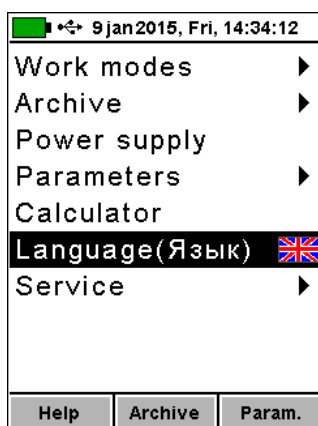 9 jan 2015, Fri, 14:34:12
Work modes
Archive
Power supply
Parameters
Calculator
Language(Язык)
Service
Help Archive Param.